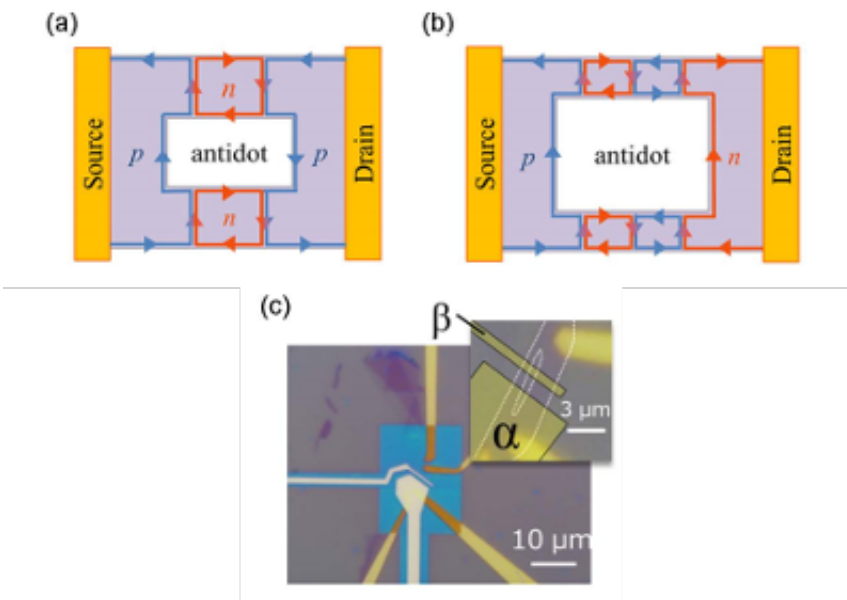 (a)
Source
n
p
antidot
p
n
Drain
(b)
Source
p
antidot
n
Drain
(c)
β
α
3 μm
10 μm